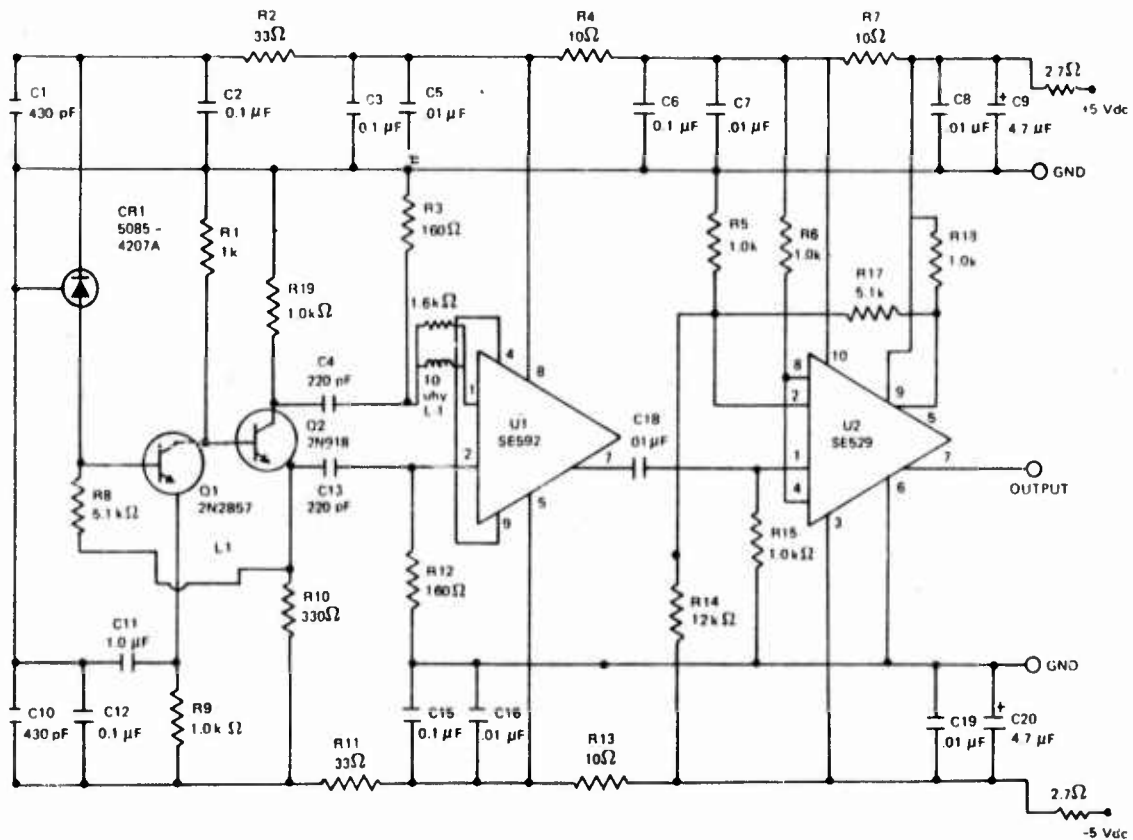 R2
33Ω
R4
10Ω
R7
10Ω
2.7Ω
+5 Vdc
C1
430 pF
C2
0.1 µF
C3
0.1 µF
C5
.01 µF
C6
0.1 µF
C7
.01 µF
C8
.01 µF
+
C9
4.7 µF
GND
CR1
5085 -
4207A
R1
1k
R3
160Ω
R5
1.0k
R6
1.0k
R18
1.0k
R17
5.1k
R19
1.0kΩ
1.6kΩ
10
uhy
L-1
C4
220 pF
4
8
1
U1
SE592
2
7
9
5
C18
.01 µF
8
10
2
9
5
U2
SE529
1
7
4
6
3
OUTPUT
Q2
2N918
C13
220 pF
R8
5.1kΩ
Q1
2N2857
L1
R10
330Ω
R12
160Ω
R15
1.0kΩ
R14
12kΩ
C11
1.0 µF
GND
C10
430 pF
C12
0.1 µF
R9
1.0k Ω
C15
0.1 µF
C16
.01 µF
C19
.01 µF
+
C20
4.7 µF
R11
33Ω
R13
10Ω
2.7Ω
-5 Vdc